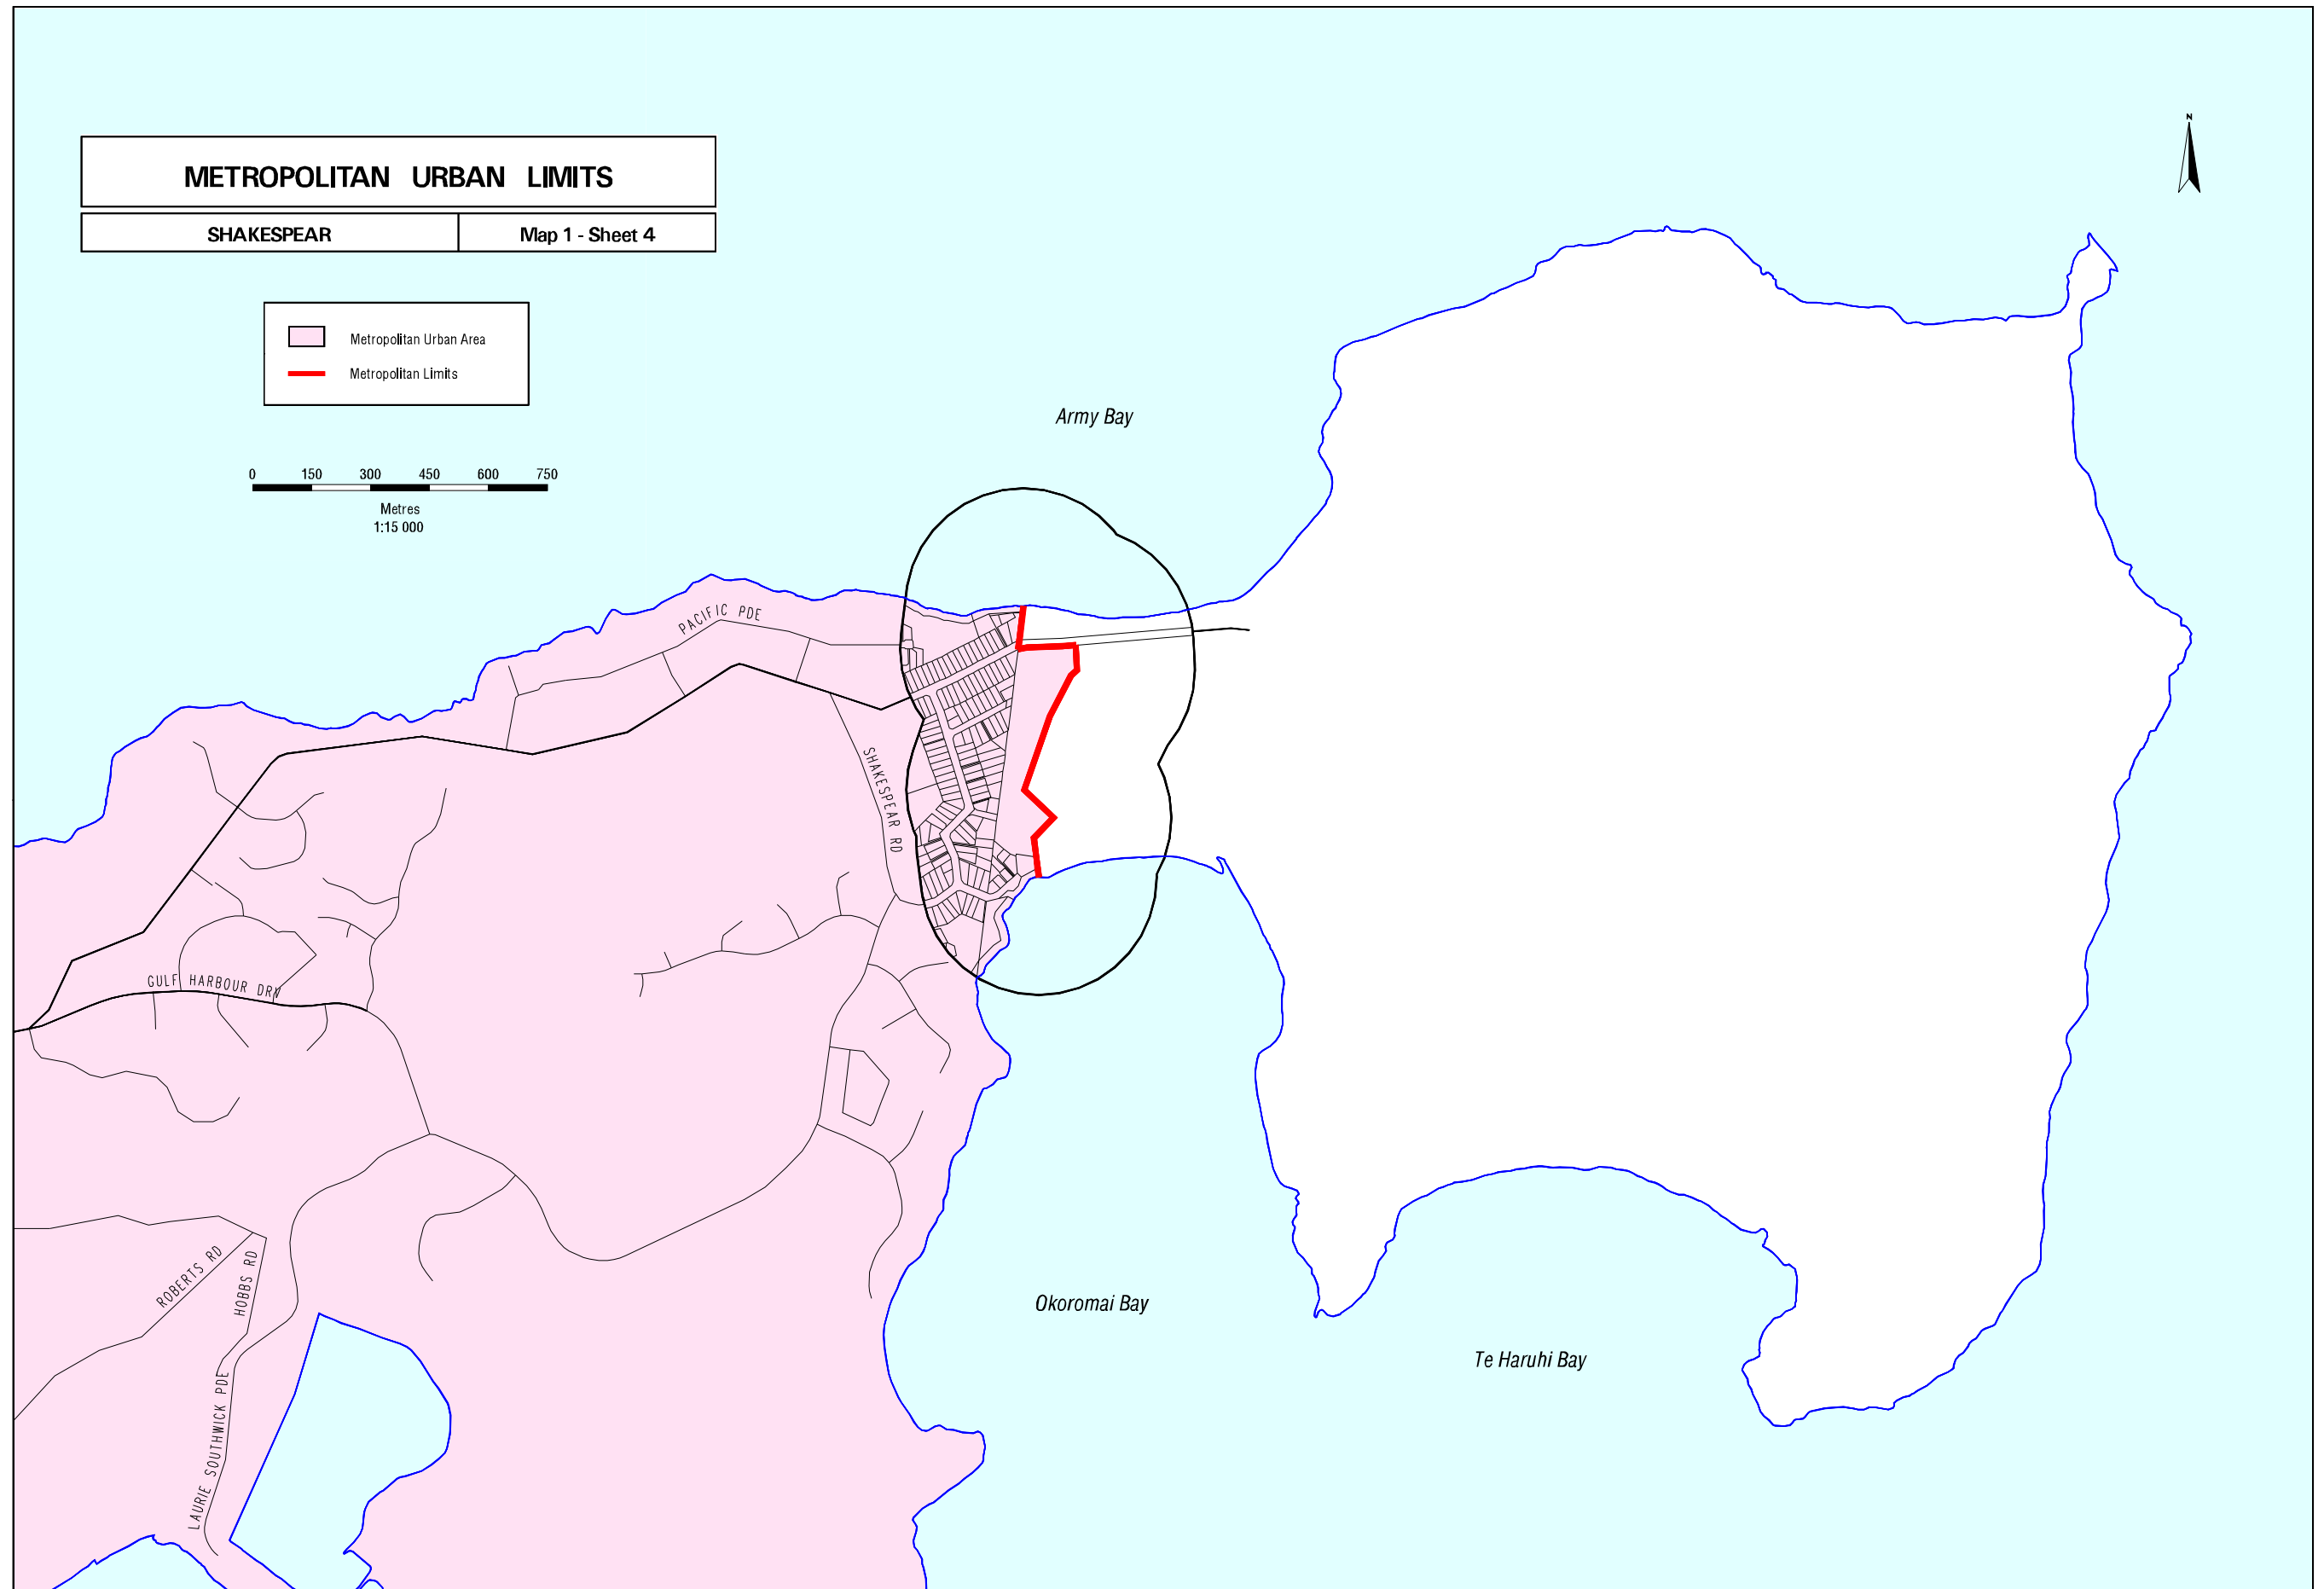 N
METROPOLITAN URBAN LIMITS
SHAKESPEAR
Map 1 - Sheet 4
Metropolitan Urban Area
Metropolitan Limits
Army Bay
0 150 300 450 600 750
Metres
1:15 000
PACIFIC PDE
SHAKESPEAR RD
GULF HARBOUR DRV
ROBERTS RD
HOBBS RD
Okoromai Bay
Te Haruhi Bay
LAURIE SOUTHWICK PDE